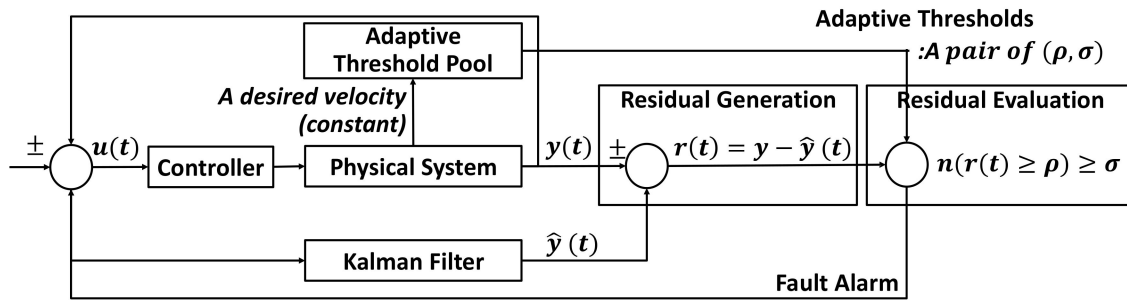 Adaptive Thresholds
:A pair of (ρ, σ)
Adaptive
Threshold Pool
A desired velocity
(constant)
Residual Generation
Residual Evaluation
±
u(t)
Controller
Physical System
y(t)
±
r(t) = y − ŷ (t)
n(r(t) ≥ ρ) ≥ σ
Kalman Filter
ŷ (t)
Fault Alarm